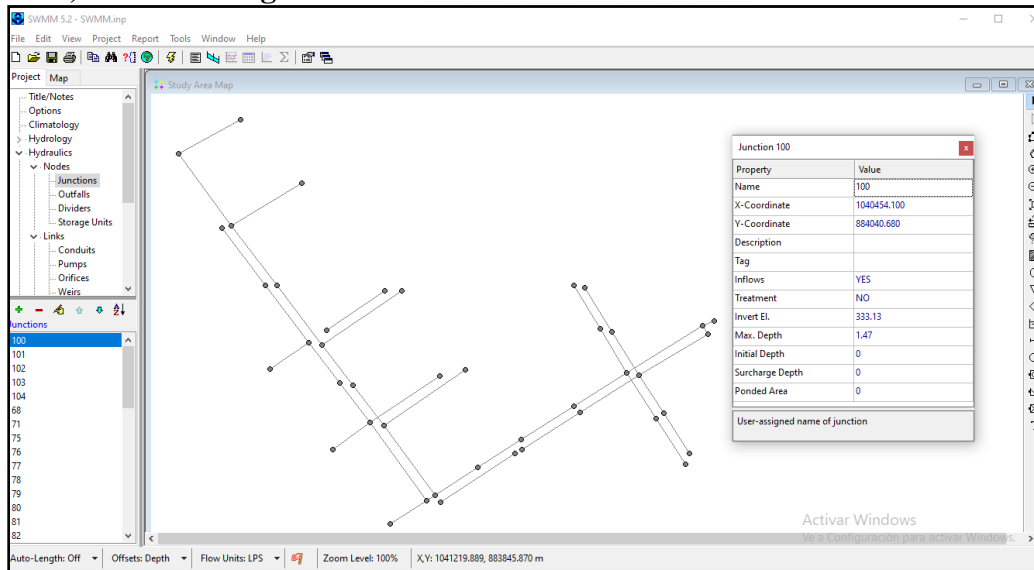 SWMM 5.2 - SWMM.inp
File Edit View Project Report Tools Window Help
Project Map
Title/Notes
Options
Climatology
Hydrology
Hydraulics
Nodes
Junctions
Outfalls
Dividers
Storage Units
Links
Conduits
Pumps
Orifices
Weirs
Junctions
100
101
102
103
104
68
71
75
76
77
78
79
80
81
82
Study Area Map
Junction 100
Property Value
Name 100
X-Coordinate 1040454.100
Y-Coordinate 884040.680
Description
Tag
Inflows YES
Treatment NO
Invert El. 333.13
Max. Depth 1.47
Initial Depth 0
Surcharge Depth 0
Ponded Area 0
User-assigned name of junction
Activar Windows
Ve a Configuración para activar Windows.
Auto-Length: Off Offsets: Depth Flow Units: LPS Zoom Level: 100% X,Y: 1041219.889, 883845.870 m